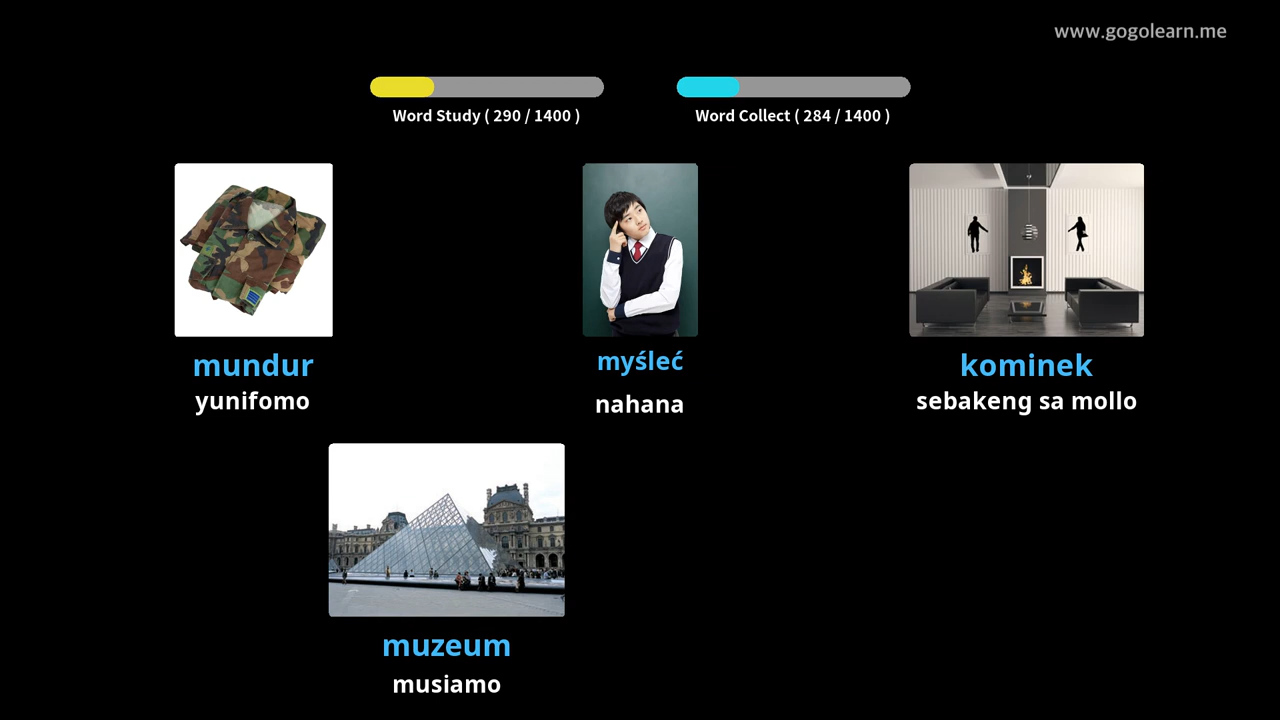 www.gogolearn.me
Word Study ( 290 / 1400 )
Word Collect ( 284 / 1400 )
mundur
yunifomo
myśleć
nahana
kominek
sebakeng sa mollo
muzeum
musiamo